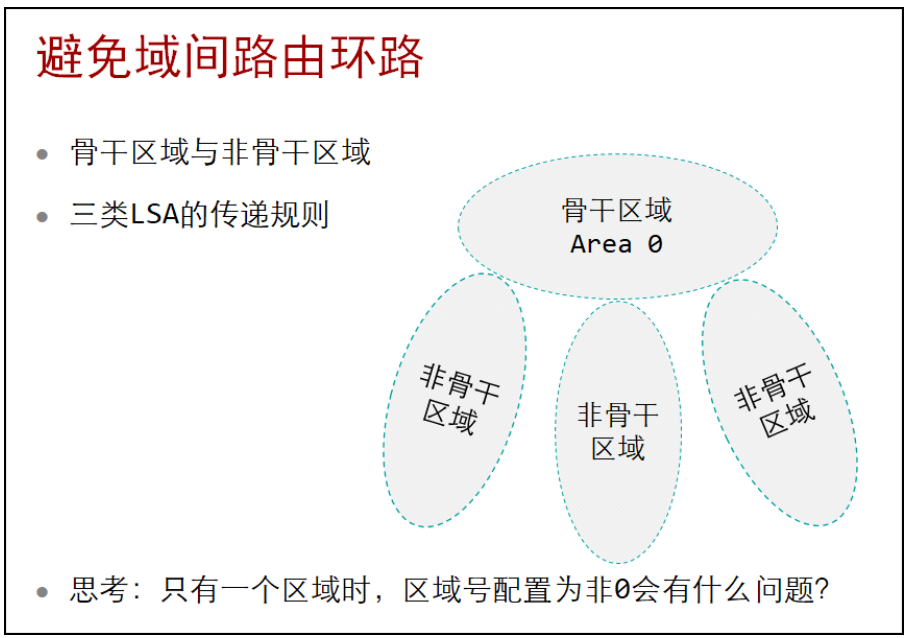 避免域间路由环路
骨干区域与非骨干区域
三类LSA的传递规则
骨干区域
Area 0
非骨干
区域
非骨干
区域
非骨干
区域
思考：只有一个区域时，区域号配置为非0会有什么问题？